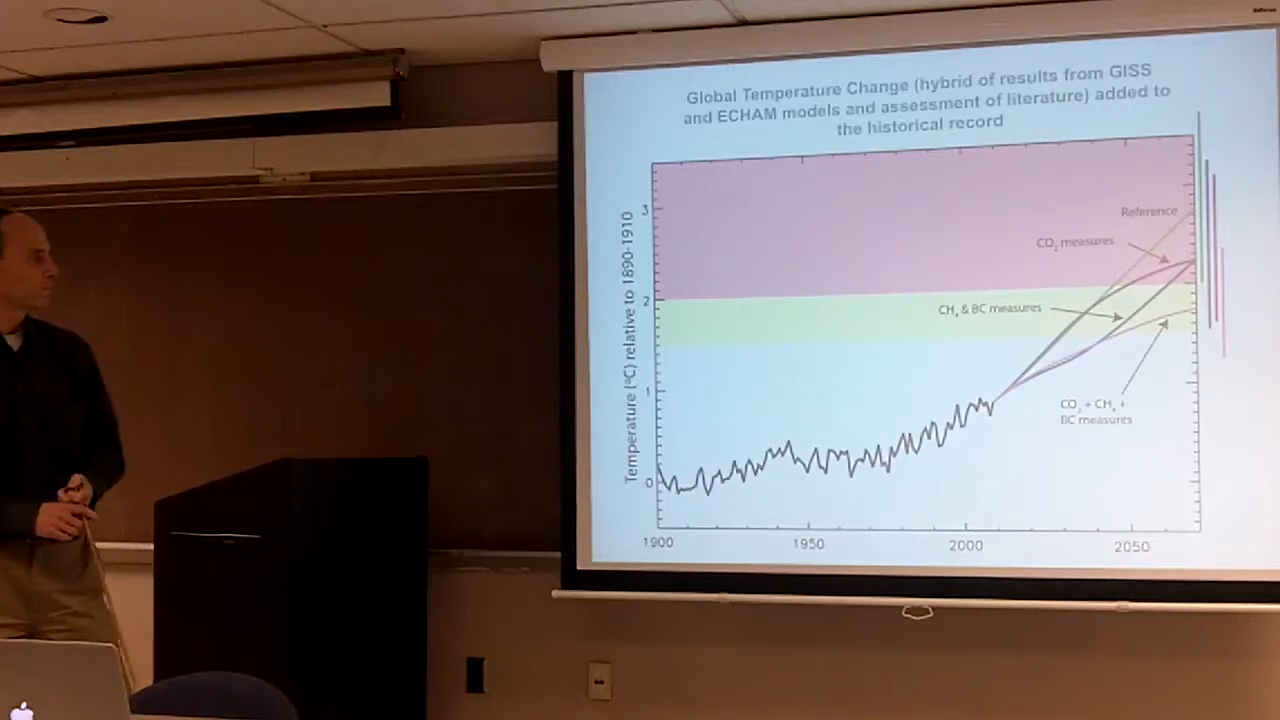 Global Temperature Change (hybrid of results from GISS
and ECHAM models and assessment of literature) added to
the historical record
Temperature (°C) relative to 1890-1910
3
2
1
0
Reference
CO₂ measures
CH₄ & BC measures
CO₂ + CH₄ +
BC measures
1900
1950
2000
2050